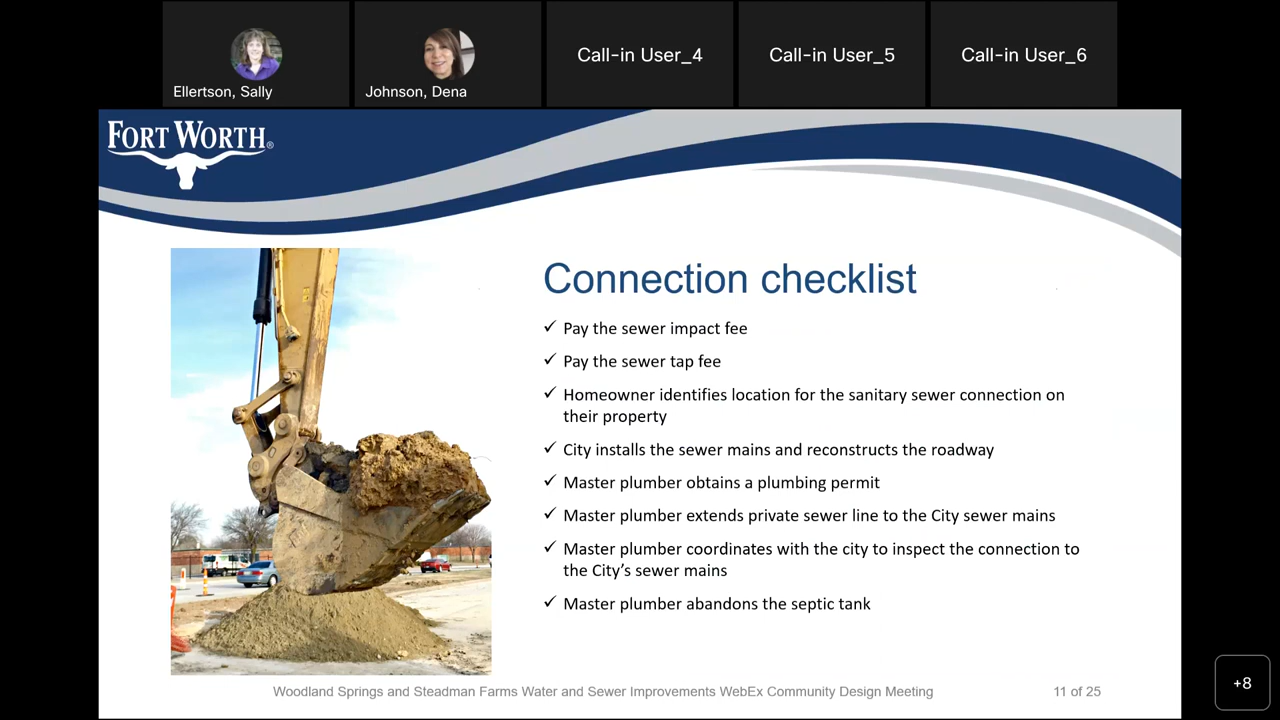 Ellertson, Sally
Johnson, Dena
Call-in User_4
Call-in User_5
Call-in User_6
FORT WORTH®
Connection checklist
✓ Pay the sewer impact fee
✓ Pay the sewer tap fee
✓ Homeowner identifies location for the sanitary sewer connection on
their property
✓ City installs the sewer mains and reconstructs the roadway
✓ Master plumber obtains a plumbing permit
✓ Master plumber extends private sewer line to the City sewer mains
✓ Master plumber coordinates with the city to inspect the connection to
the City's sewer mains
✓ Master plumber abandons the septic tank
Woodland Springs and Steadman Farms Water and Sewer Improvements WebEx Community Design Meeting
11 of 25
+8